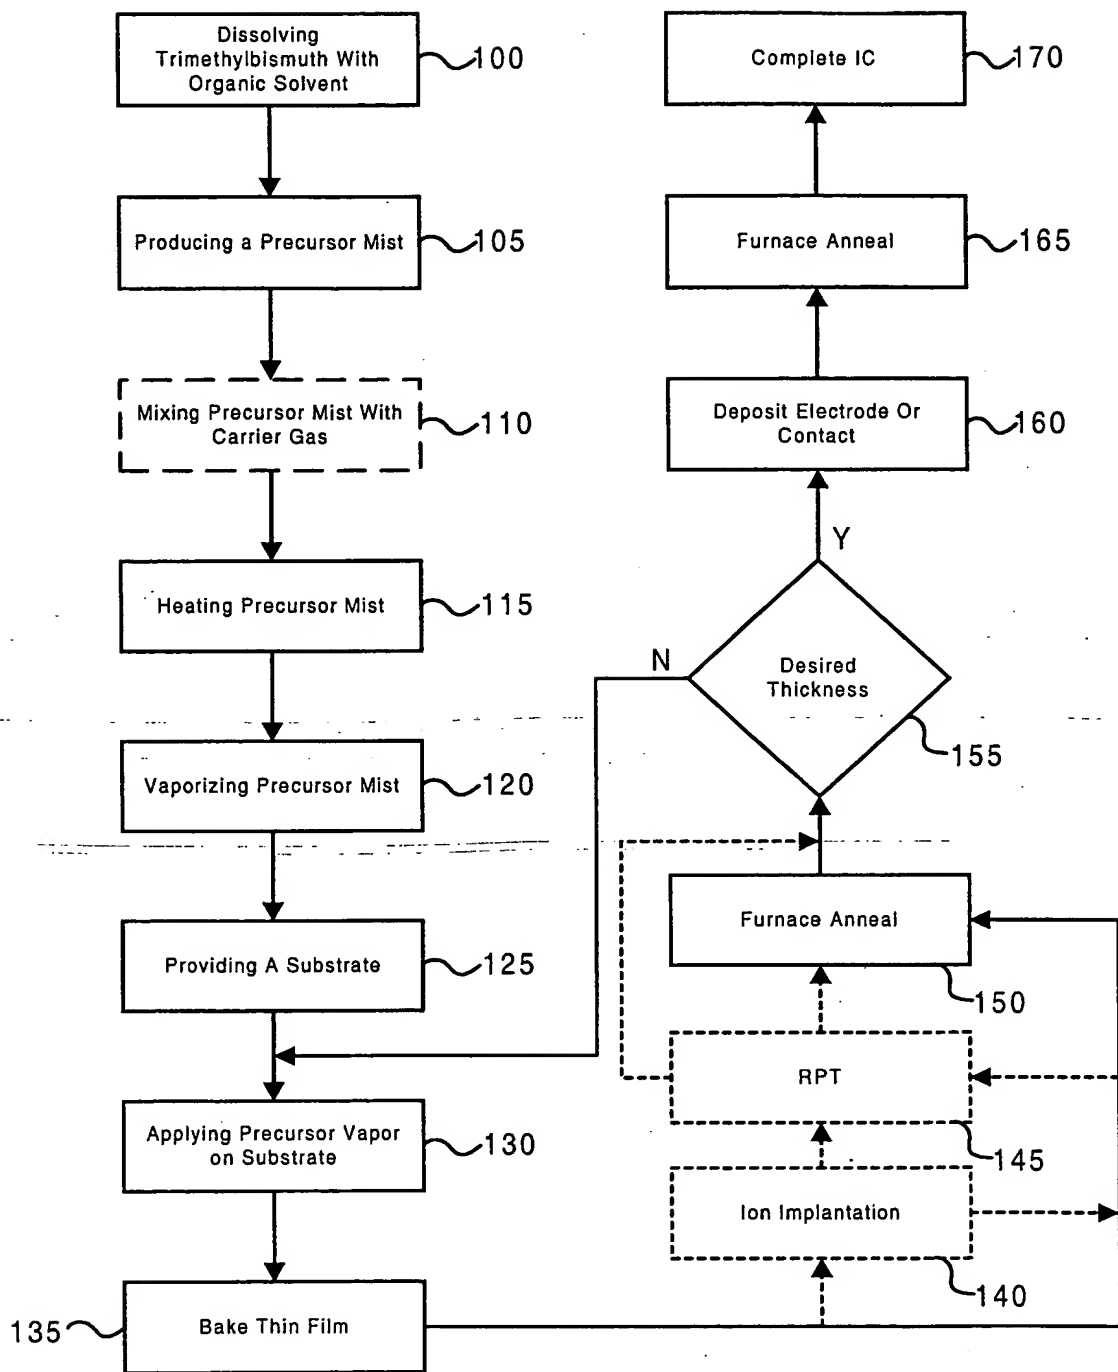 Dissolving
Trimethylbismuth With
Organic Solvent
100
Producing a Precursor Mist
105
Mixing Precursor Mist With
Carrier Gas
110
Heating Precursor Mist
115
Vaporizing Precursor Mist
120
Providing A Substrate
125
Applying Precursor Vapor
on Substrate
130
Bake Thin Film
135
Ion Implantation
140
RPT
145
Furnace Anneal
150
Desired
Thickness
155
N
Y
Deposit Electrode Or
Contact
160
Furnace Anneal
165
Complete IC
170